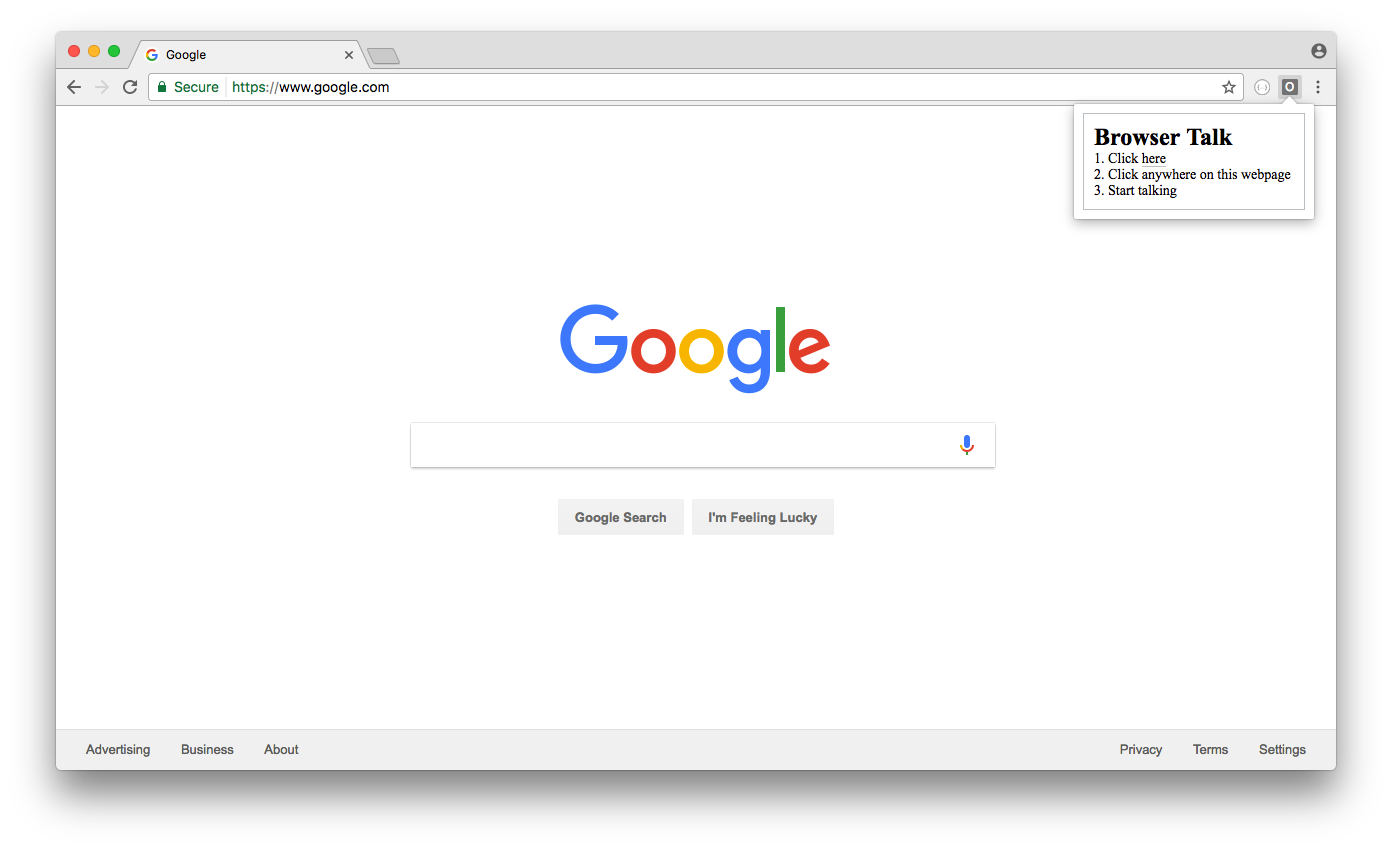 Google
Secure https://www.google.com
O
Browser Talk
1. Click here
2. Click anywhere on this webpage
3. Start talking
Google
Google Search I'm Feeling Lucky
Advertising Business About Privacy Terms Settings